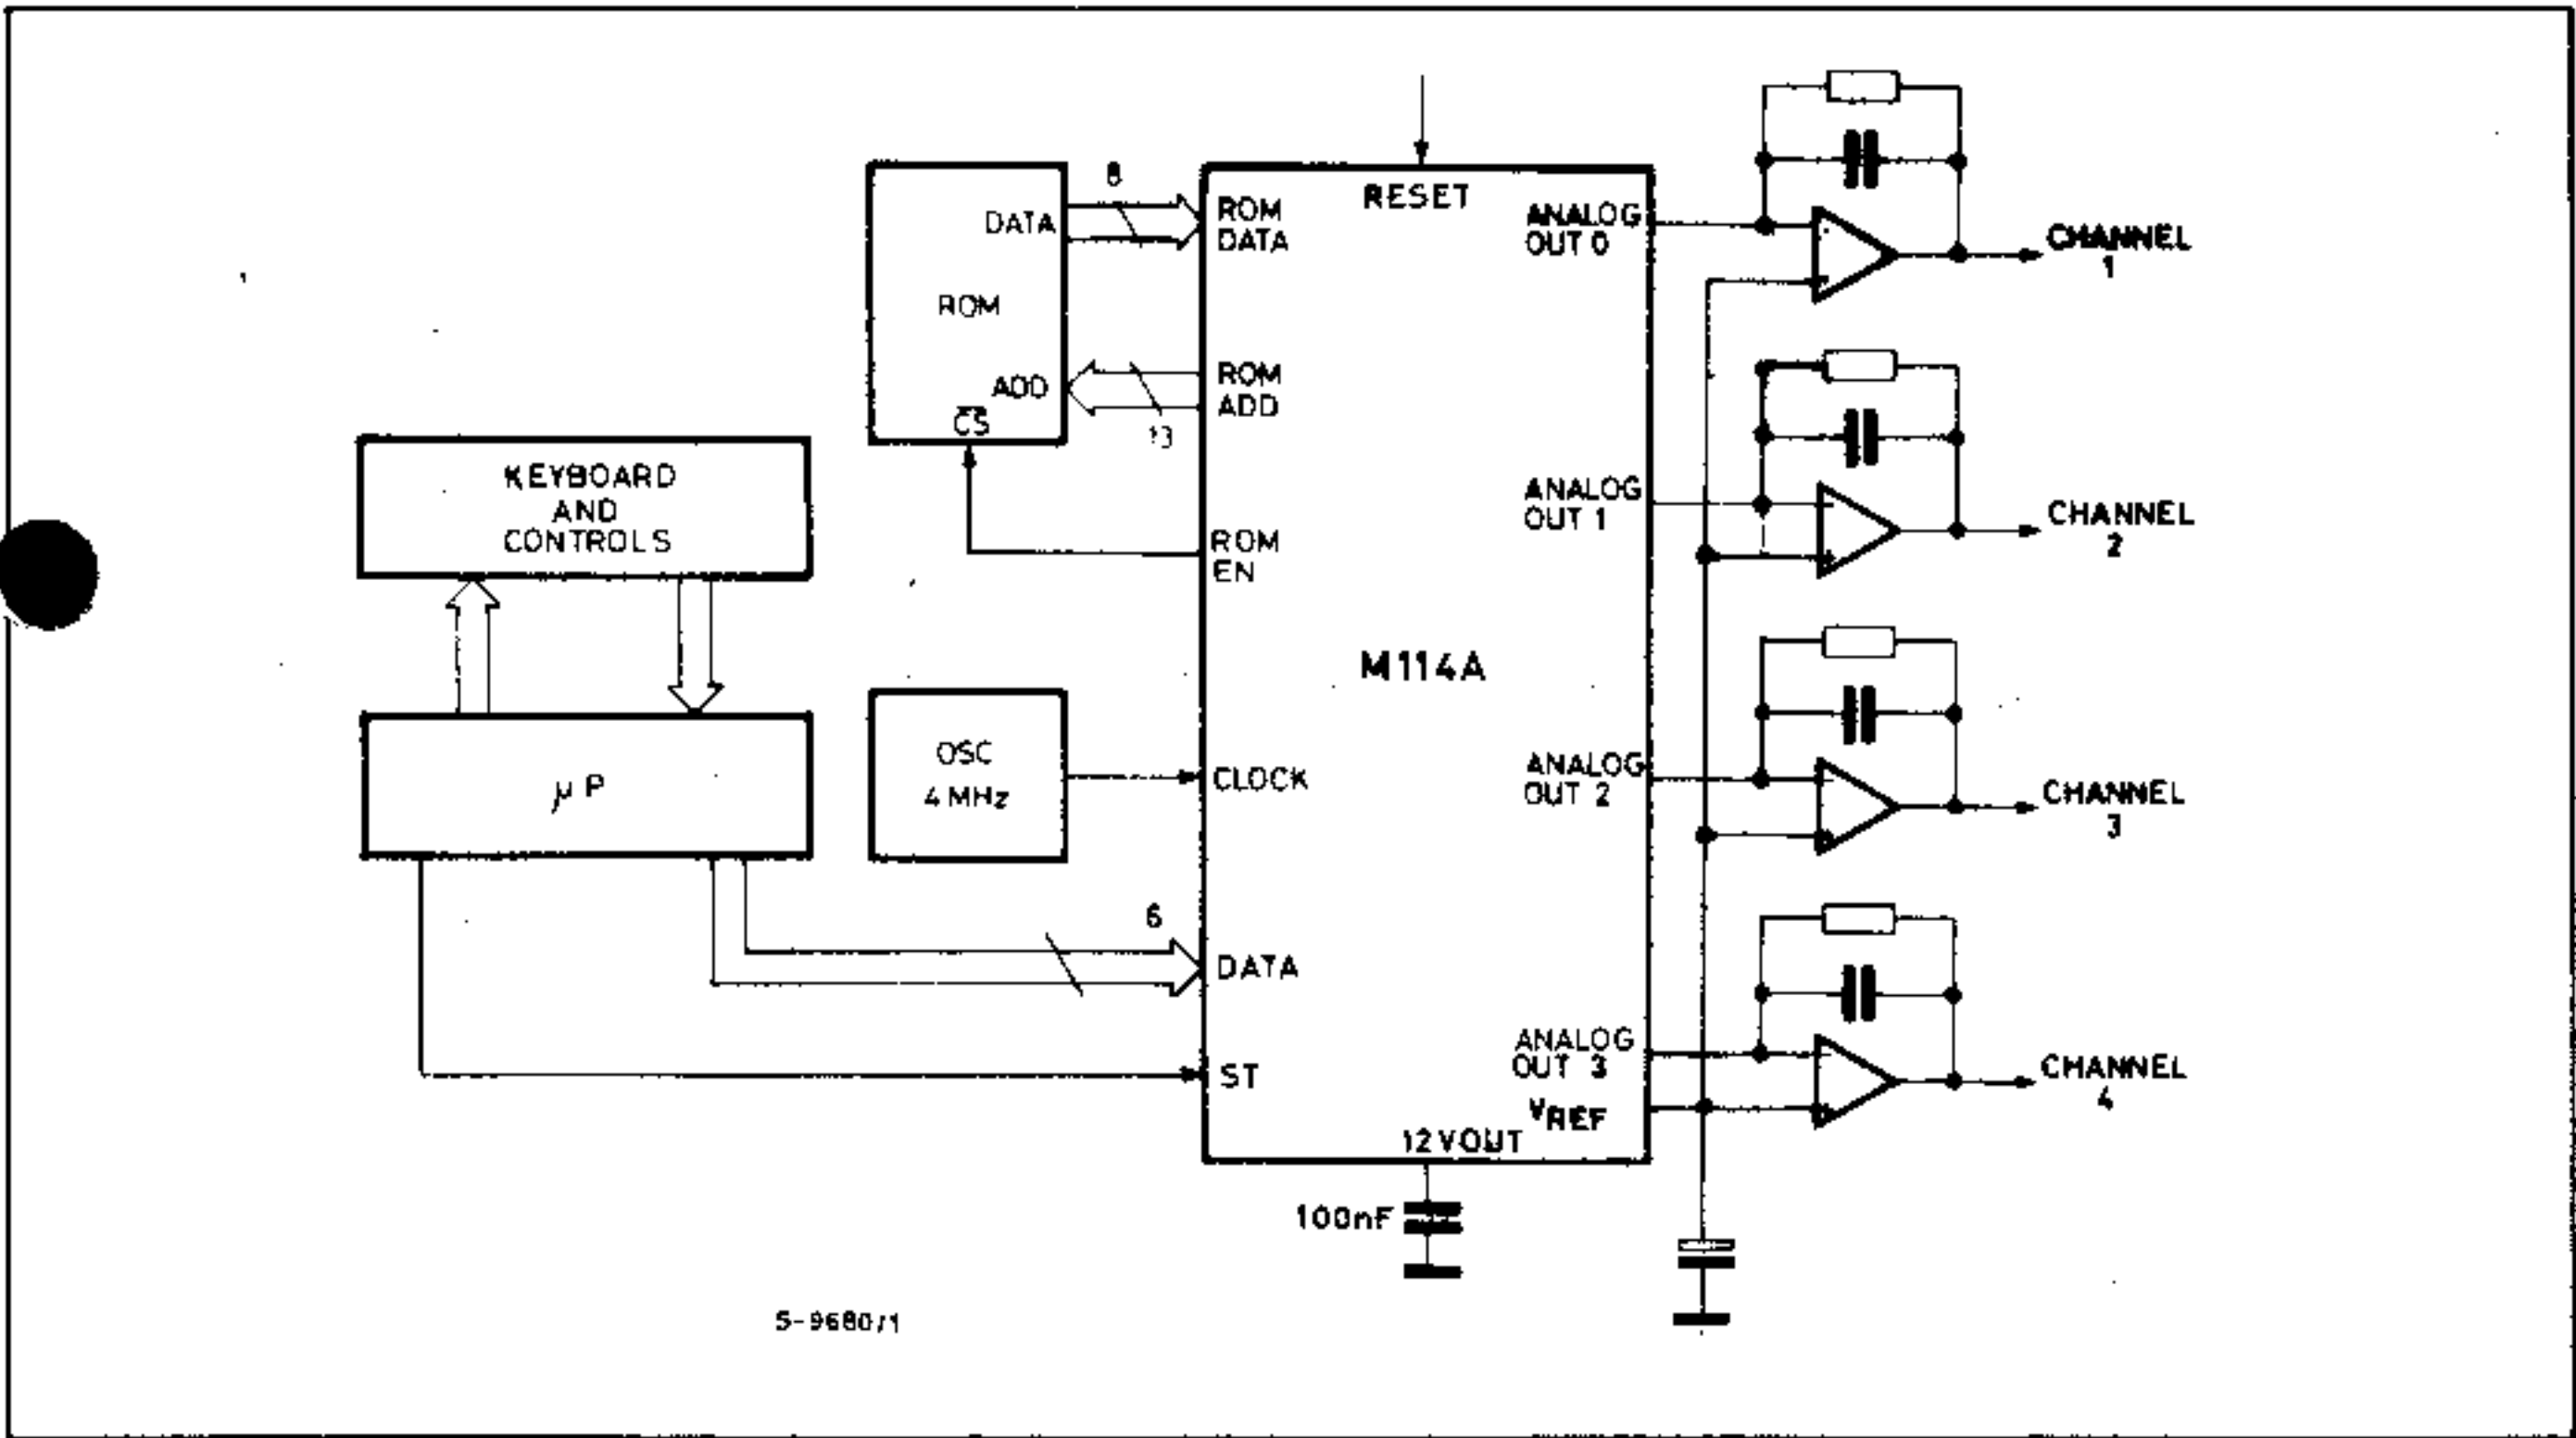 RESET
8
DATA
ROM
ADD
CS
13
ROM
DATA
ROM
ADD
ROM
EN
KEYBOARD
AND
CONTROLS
μP
OSC
4 MHz
CLOCK
6
DATA
ST
M114A
ANALOG
OUT 0
ANALOG
OUT 1
ANALOG
OUT 2
ANALOG
OUT 3
VREF
12 VOUT
100nF
CHANNEL
1
CHANNEL
2
CHANNEL
3
CHANNEL
4
S-9680/1